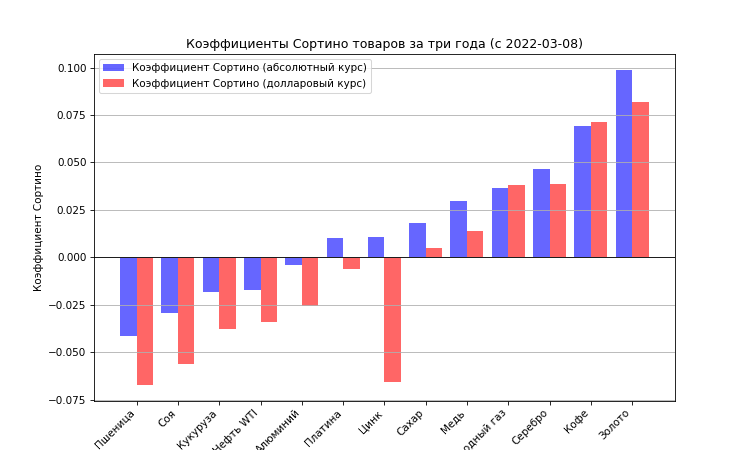 Коэффициенты Сортино товаров за три года (с 2022-03-08)
Коэффициент Сортино (абсолютный курс)
Коэффициент Сортино (долларовый курс)
Коэффициент Сортино
0.100
0.075
0.050
0.025
0.000
−0.025
−0.050
−0.075
Пшеница
Соя
Кукуруза
Нефть WTI
Алюминий
Платина
Цинк
Сахар
Медь
одный газ
Серебро
Кофе
Золото